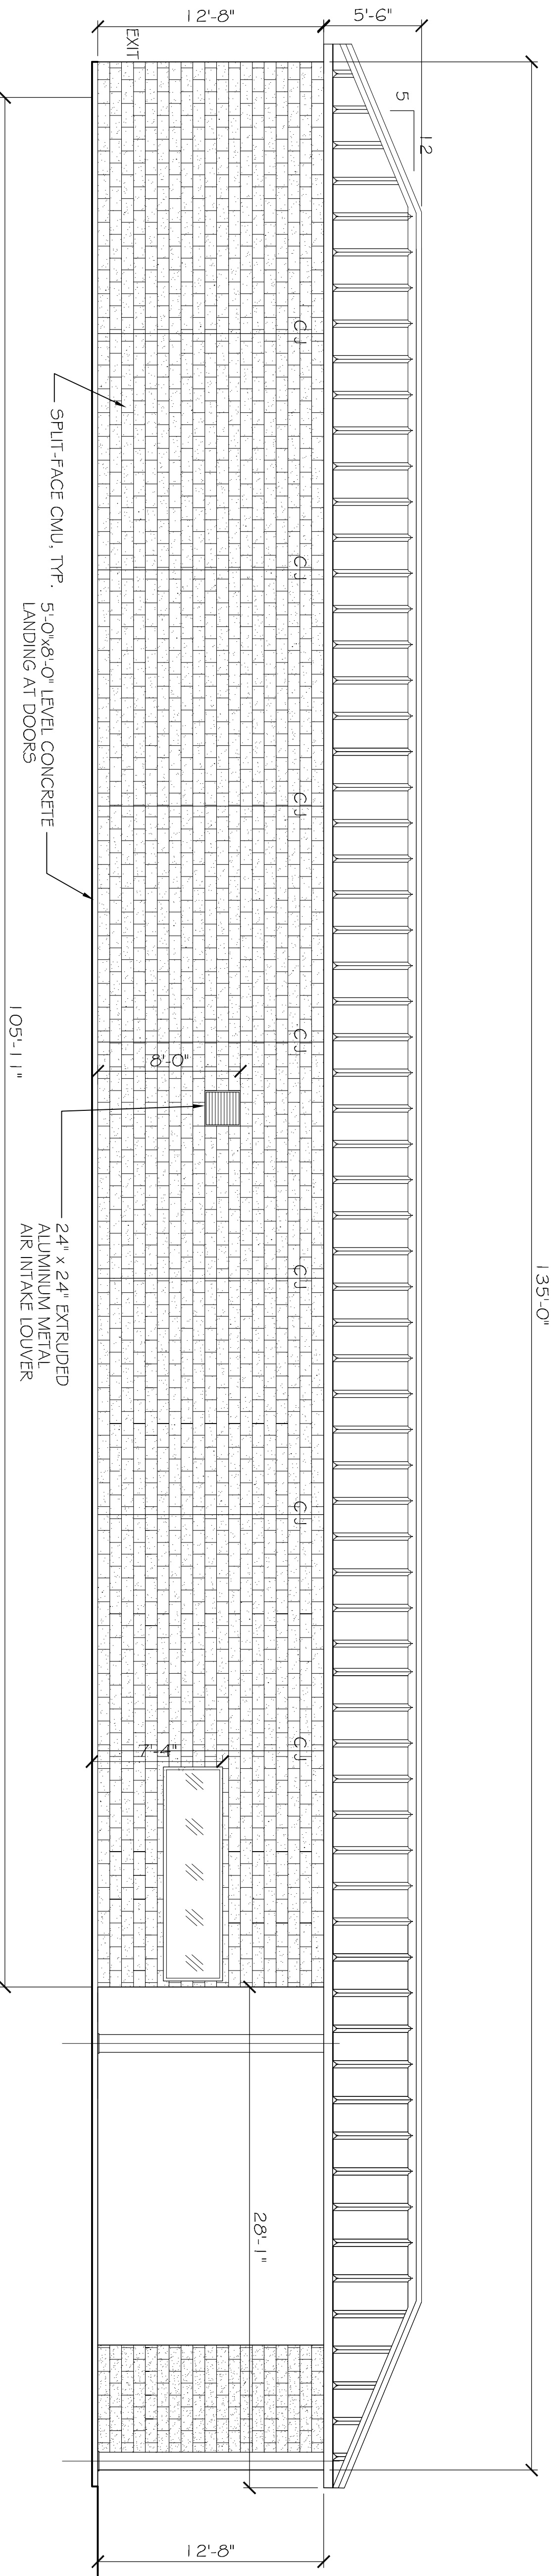 135'-0"
5'-6"
12
5
12'-8"
CJ
CJ
CJ
CJ
CJ
CJ
CJ
8'-0"
7'-4"
28'-1"
12'-8"
EXIT
SPLIT-FACE CMU, TYP.
5'-0"x8'-0" LEVEL CONCRETE
LANDING AT DOORS
24" x 24" EXTRUDED
ALUMINUM METAL
AIR INTAKE LOUVER
105'-11"